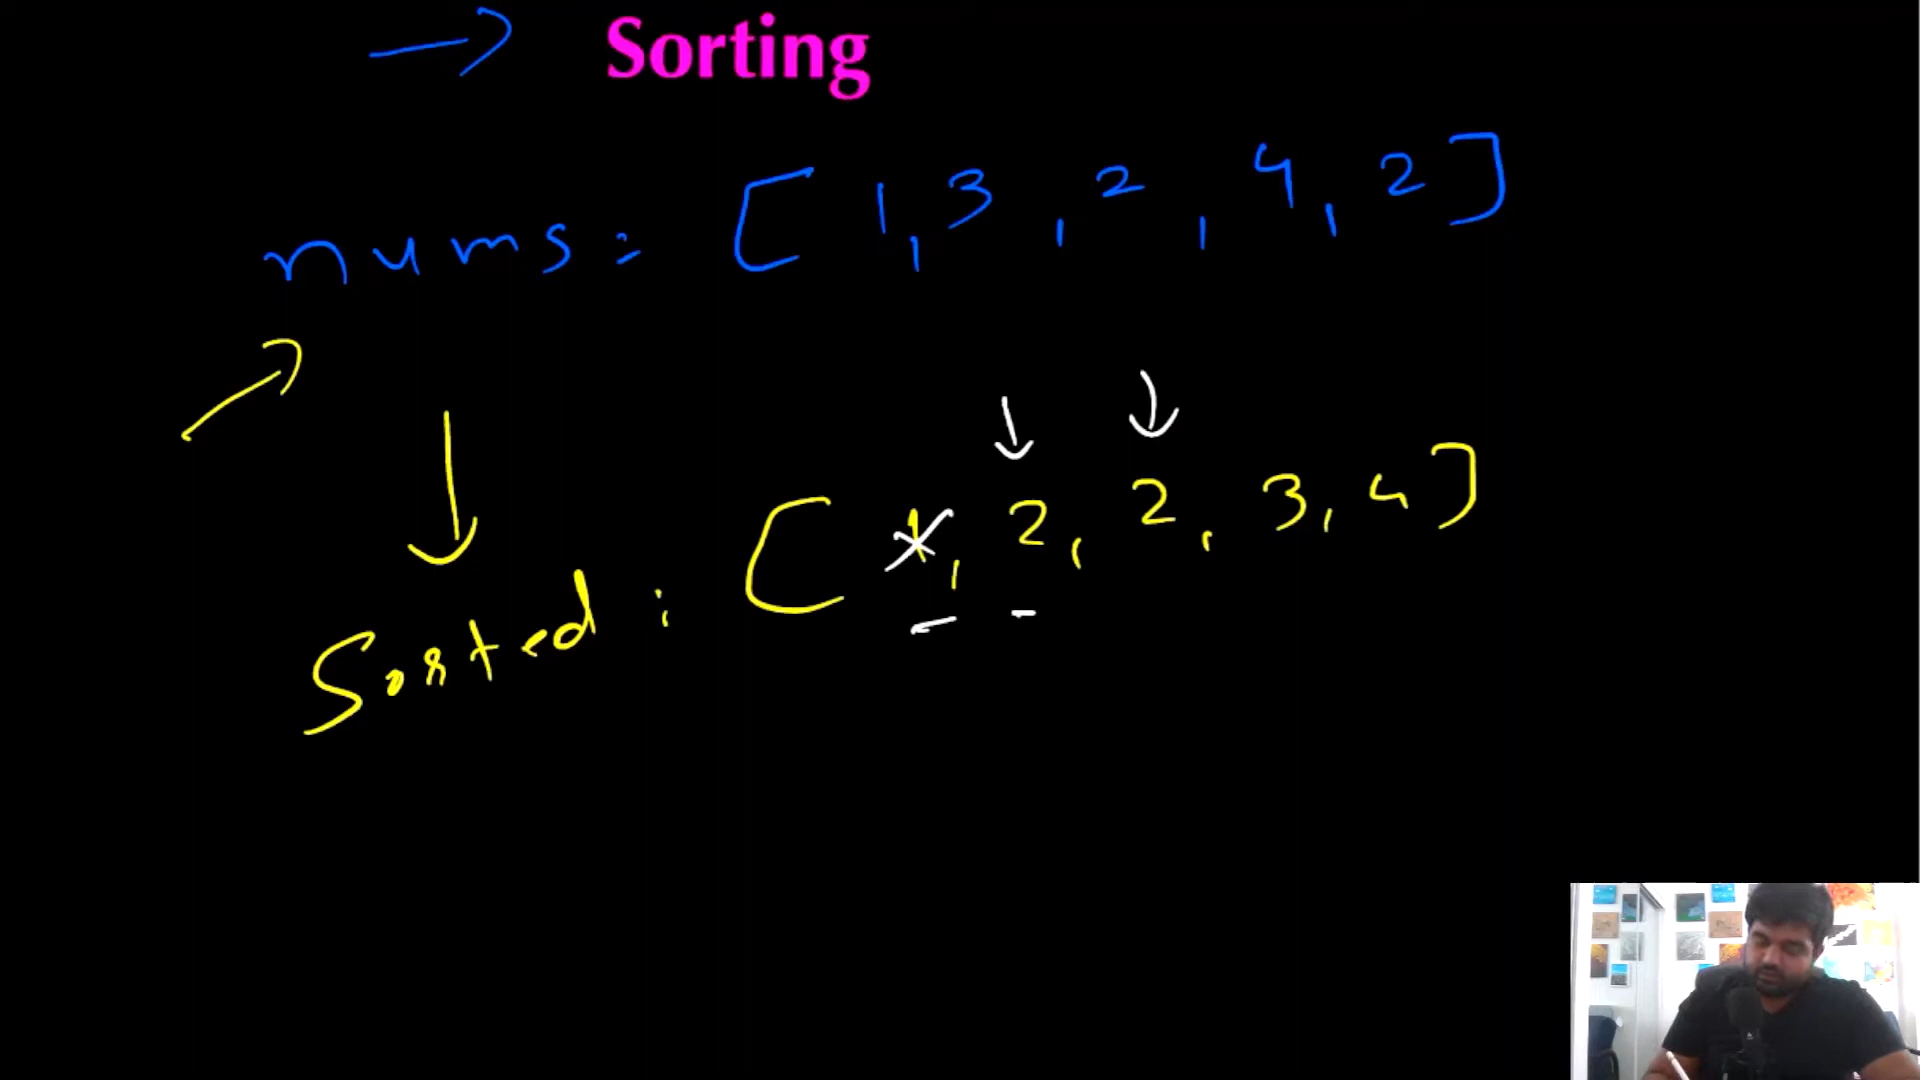 Sorting
nums: [1, 3, 2, 4, 2]
Sorted: [1, 2, 2, 3, 4]